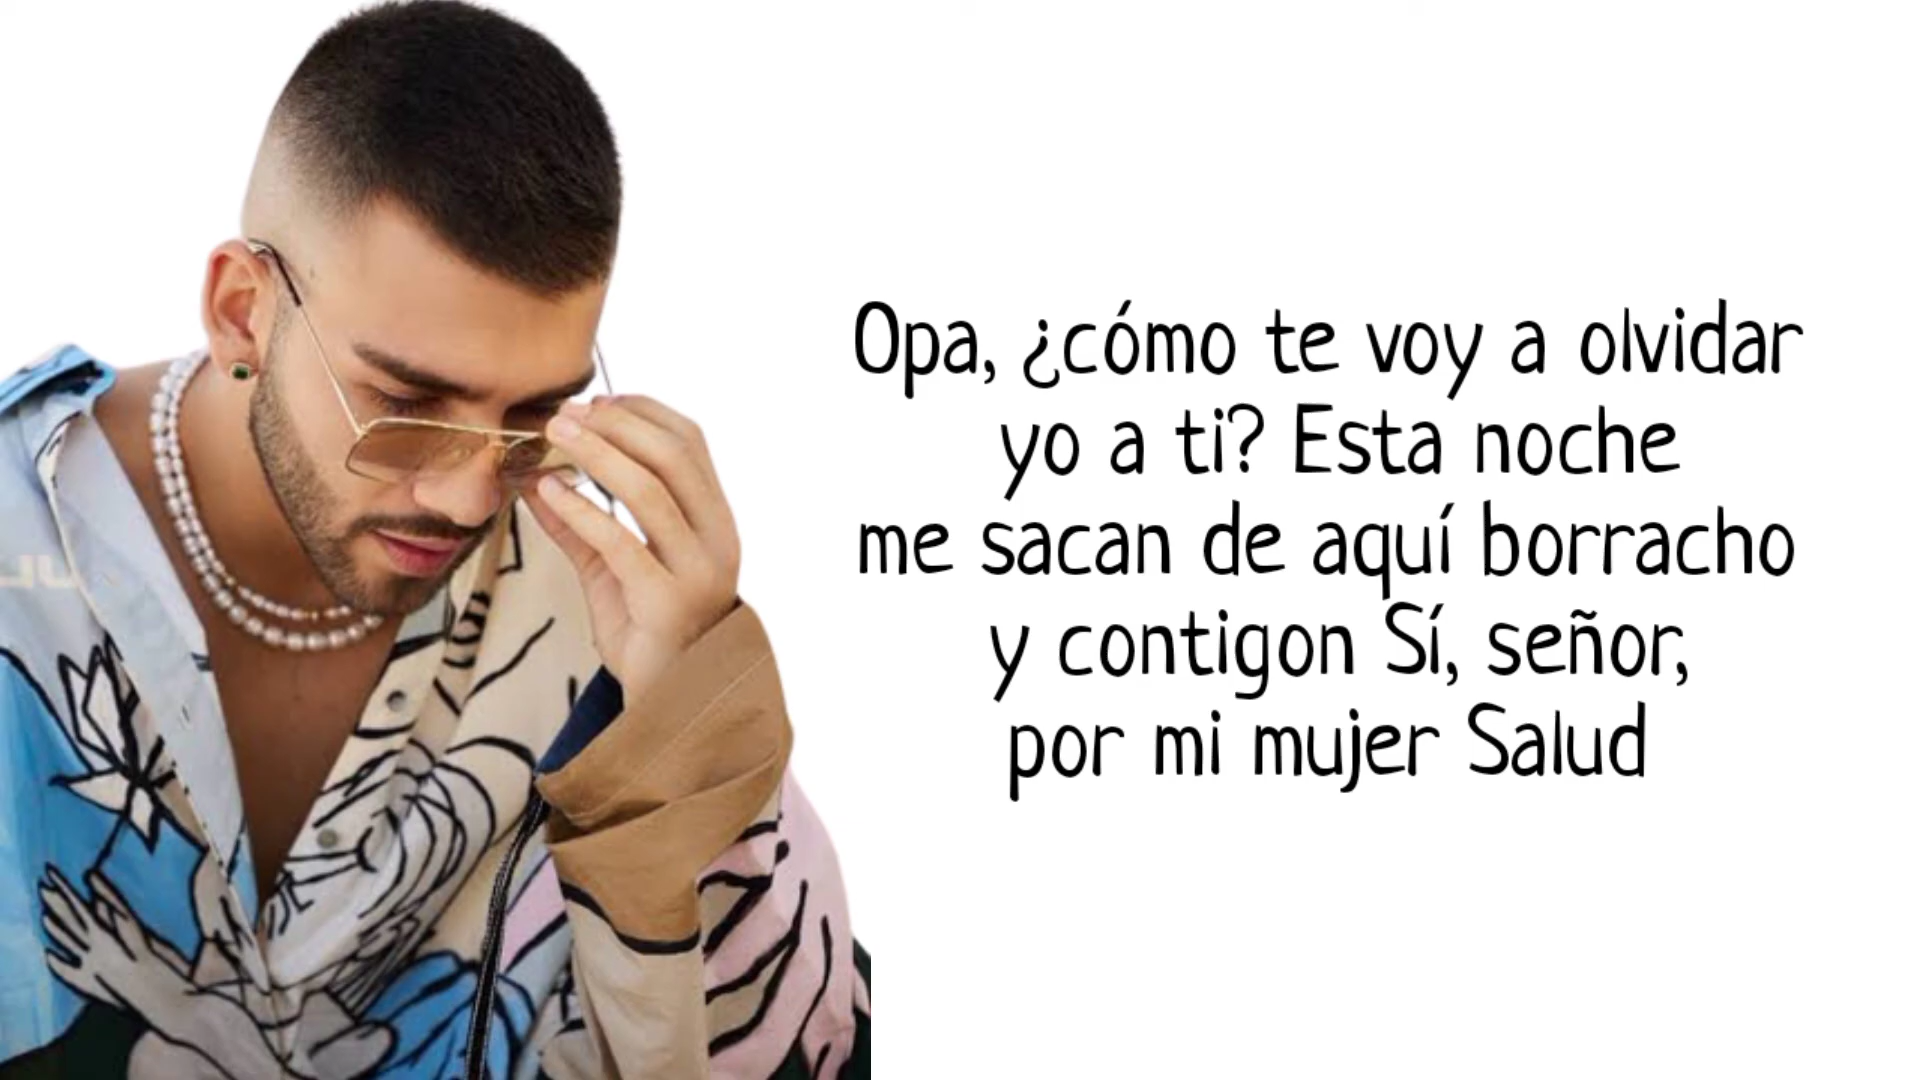 Opa, ¿cómo te voy a olvidar
yo a ti? Esta noche
me sacan de aquí borracho
y contigon Sí, señor,
por mi mujer Salud